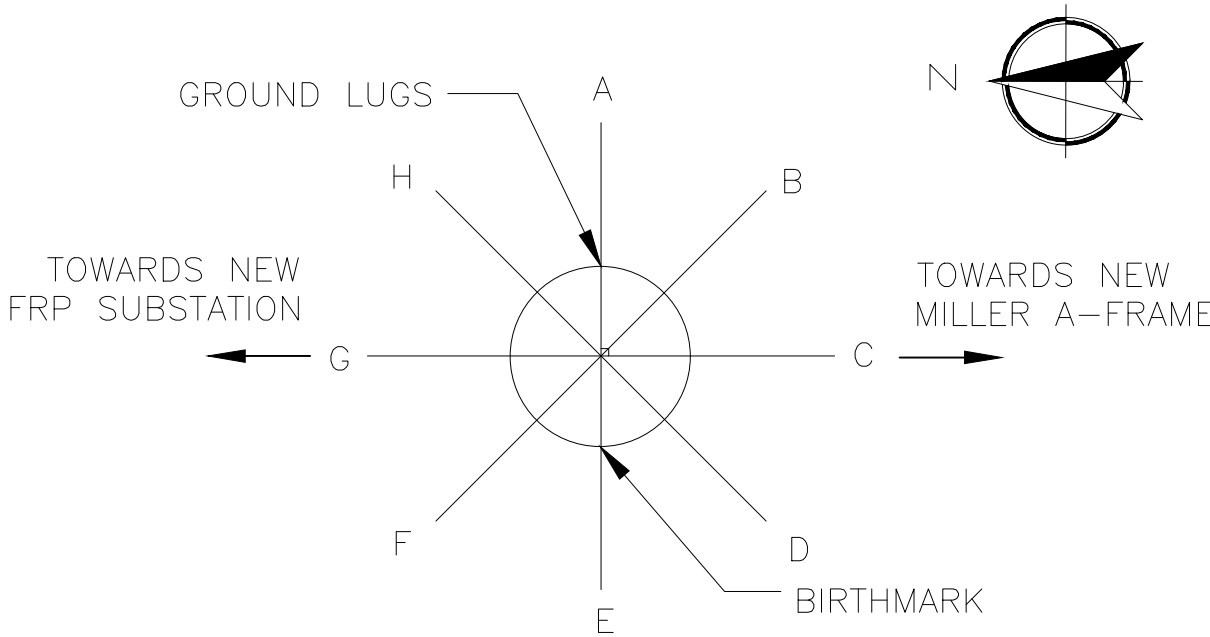 N
GROUND LUGS
A
H
B
TOWARDS NEW
FRP SUBSTATION
TOWARDS NEW
MILLER A-FRAME
G
C
F
D
E
BIRTHMARK